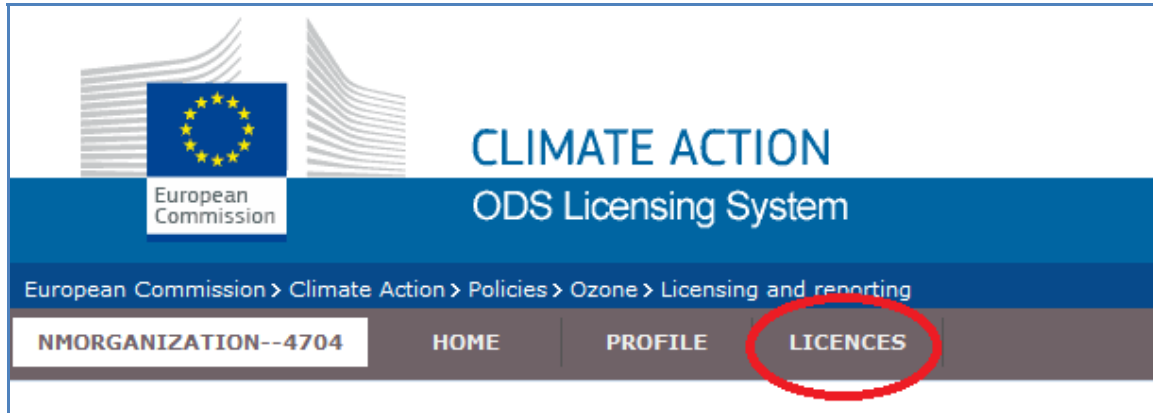 CLIMATE ACTION
European
Commission
ODS Licensing System
European Commission > Climate Action > Policies > Ozone > Licensing and reporting
NMORGANIZATION--4704 HOME PROFILE LICENCES